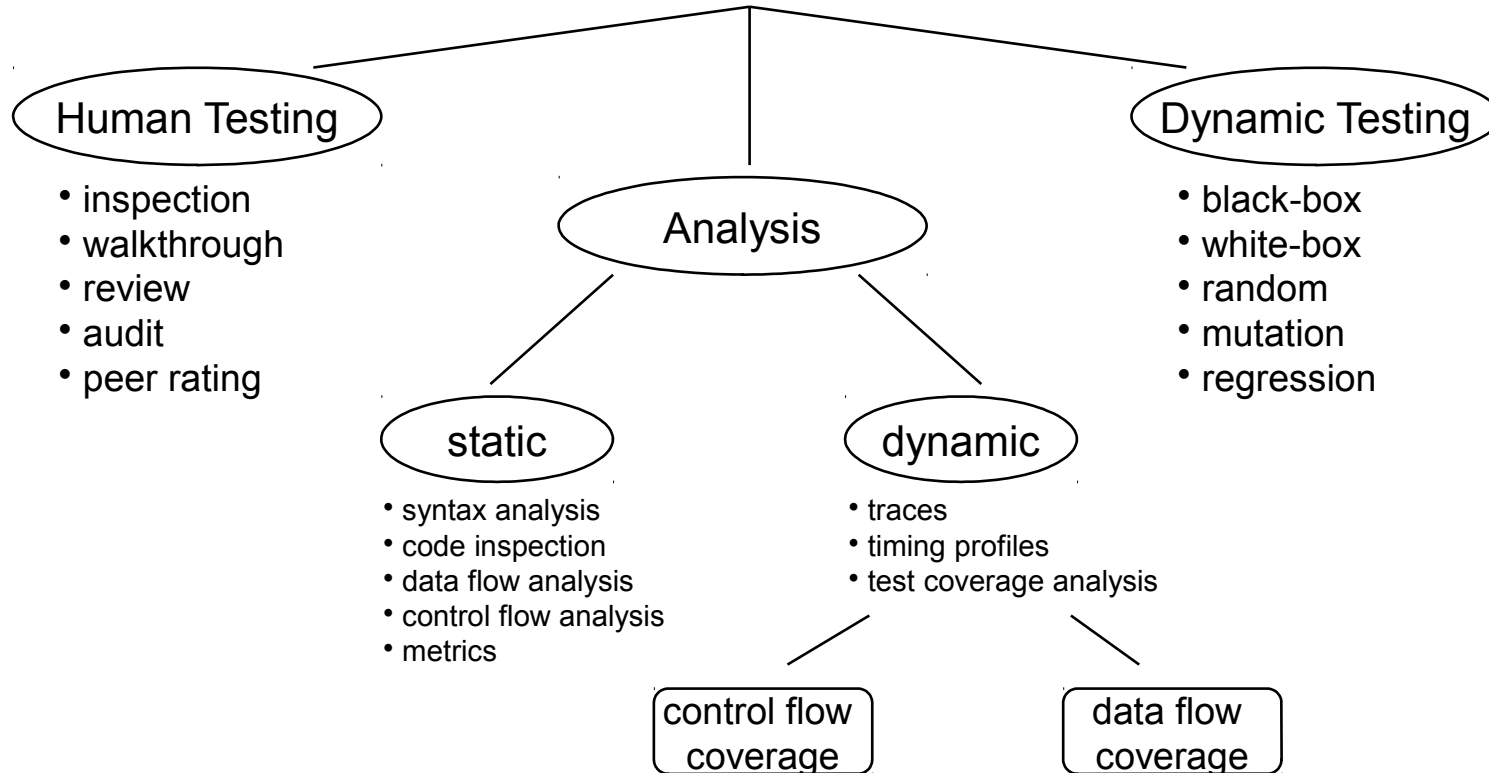 Human Testing
• inspection
• walkthrough
• review
• audit
• peer rating
Analysis
Dynamic Testing
• black-box
• white-box
• random
• mutation
• regression
static
• syntax analysis
• code inspection
• data flow analysis
• control flow analysis
• metrics
dynamic
• traces
• timing profiles
• test coverage analysis
control flow
coverage
data flow
coverage